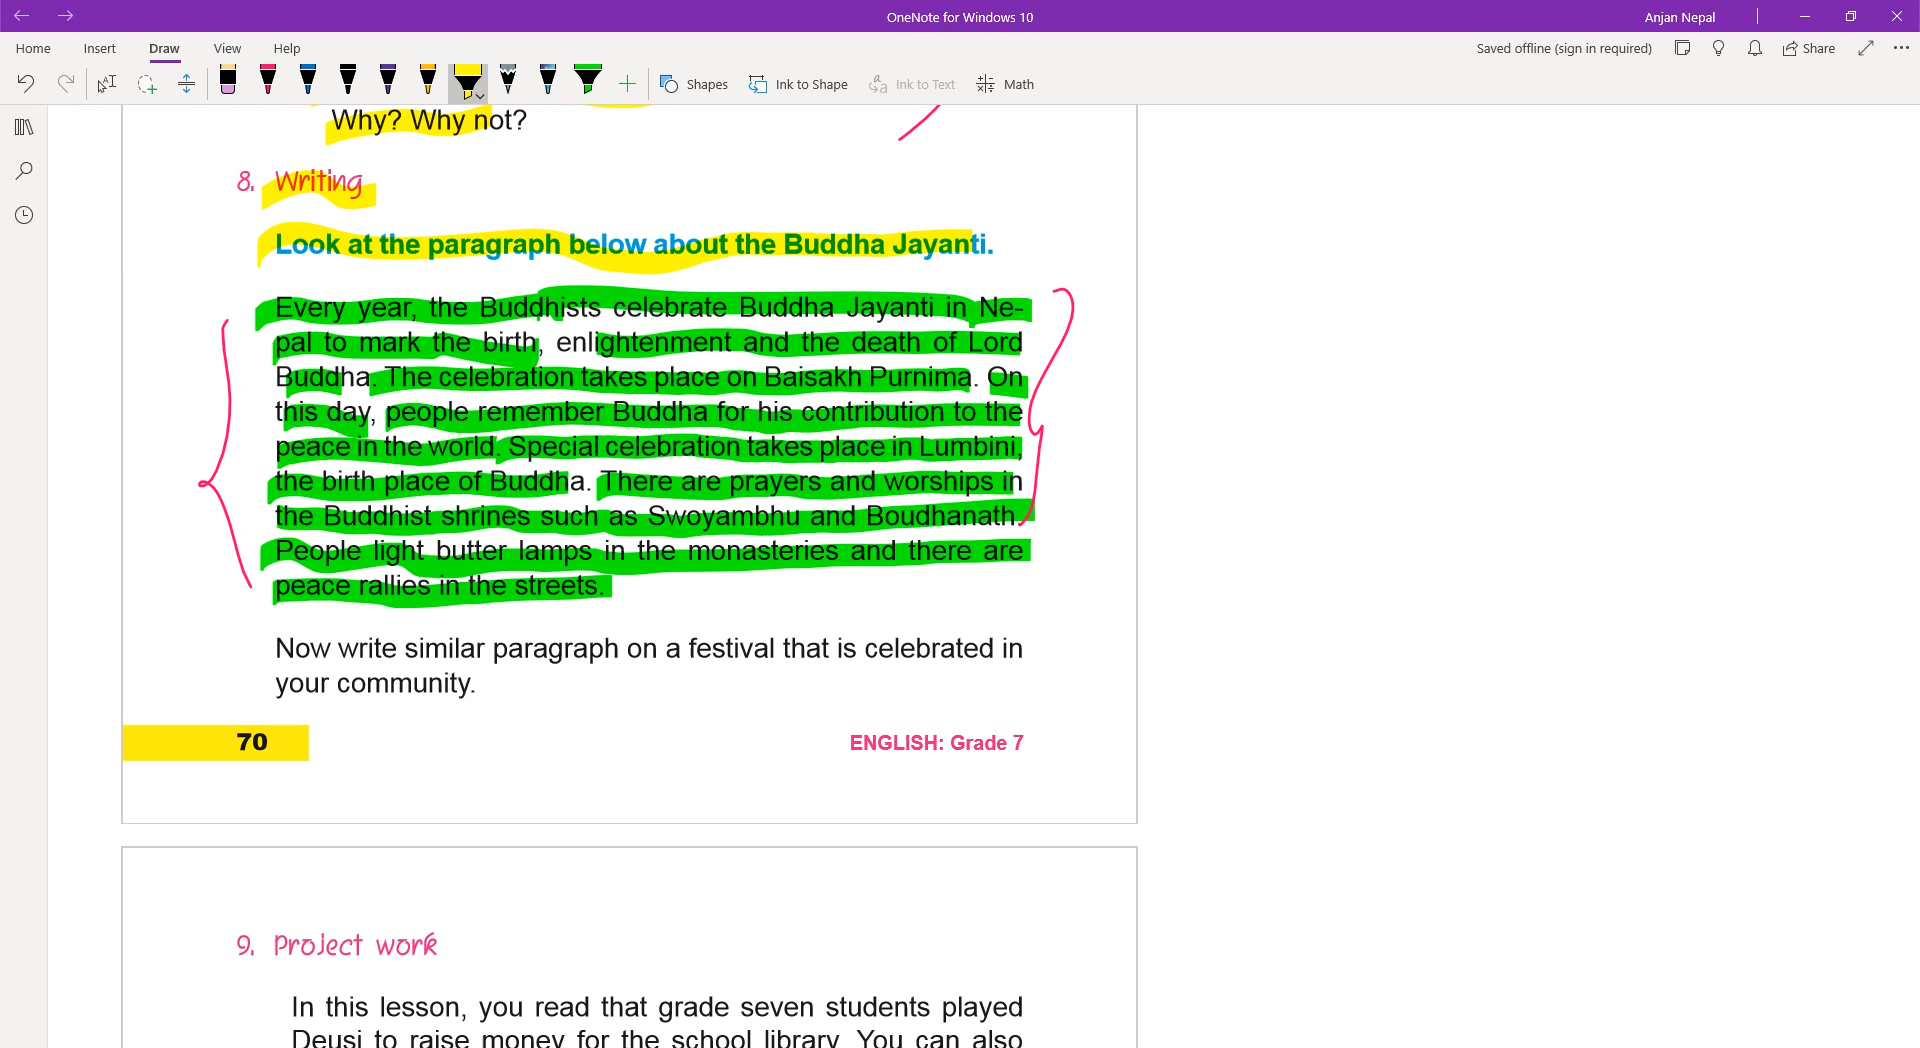 OneNote for Windows 10
Anjan Nepal
Home Insert Draw View Help
Saved offline (sign in required) Share
Shapes Ink to Shape Ink to Text Math
Why? Why not?
8. Writing
Look at the paragraph below about the Buddha Jayanti.
Every year, the Buddhists celebrate Buddha Jayanti in Ne-
pal to mark the birth, enlightenment and the death of Lord
Buddha. The celebration takes place on Baisakh Purnima. On
this day, people remember Buddha for his contribution to the
peace in the world. Special celebration takes place in Lumbini,
the birth place of Buddha. There are prayers and worships in
the Buddhist shrines such as Swoyambhu and Boudhanath.
People light butter lamps in the monasteries and there are
peace rallies in the streets.
Now write similar paragraph on a festival that is celebrated in
your community.
70
ENGLISH: Grade 7
9. Project work
In this lesson, you read that grade seven students played
Deusi to raise money for the school library. You can also